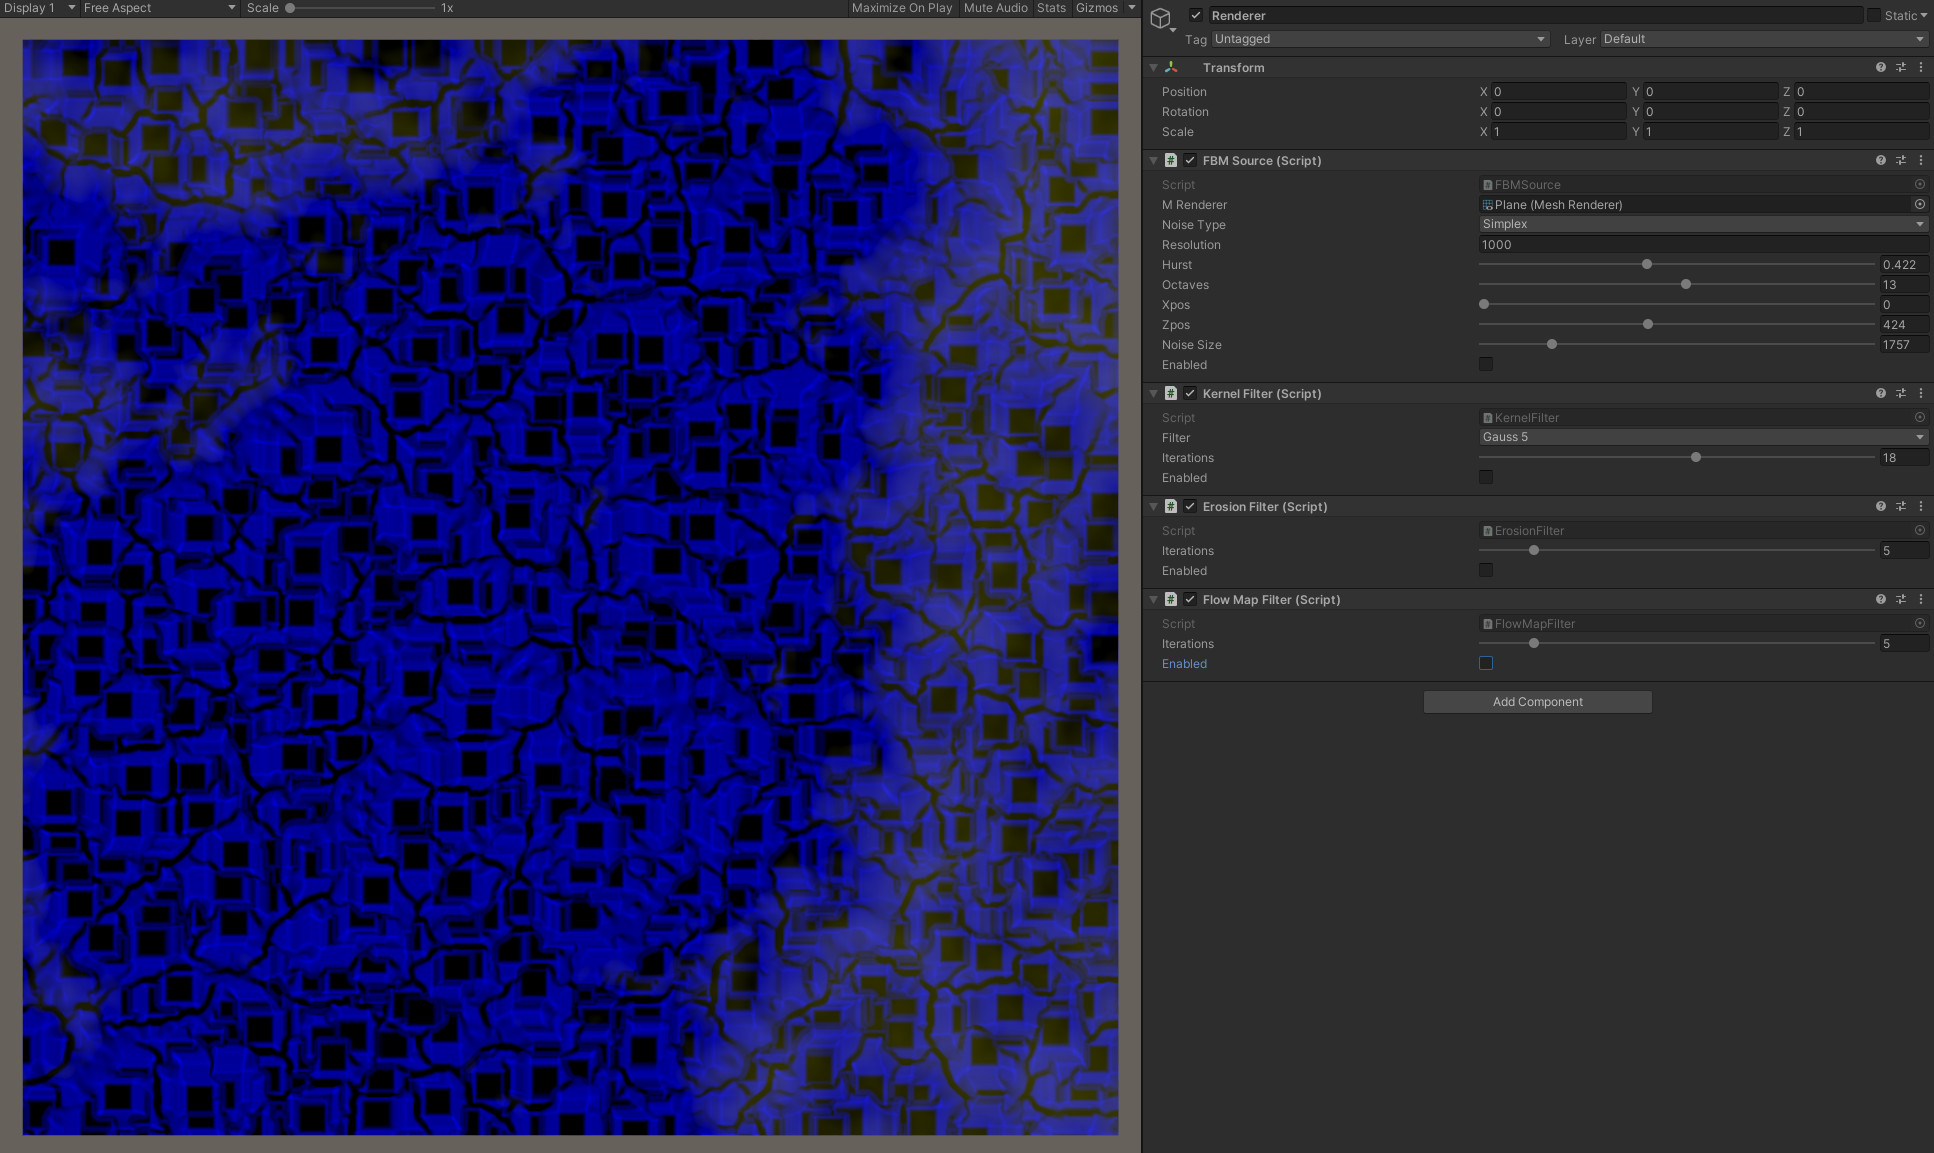 Display 1 Free Aspect Scale 1x Maximize On Play Mute Audio Stats Gizmos
Renderer Static
Tag Untagged Layer Default
Transform
Position X 0 Y 0 Z 0
Rotation X 0 Y 0 Z 0
Scale X 1 Y 1 Z 1
# FBM Source (Script)
Script FBMSource
M Renderer Plane (Mesh Renderer)
Noise Type Simplex
Resolution 1000
Hurst 0.422
Octaves 13
Xpos 0
Zpos 424
Noise Size 1757
Enabled
# Kernel Filter (Script)
Script KernelFilter
Filter Gauss 5
Iterations 18
Enabled
# Erosion Filter (Script)
Script ErosionFilter
Iterations 5
Enabled
# Flow Map Filter (Script)
Script FlowMapFilter
Iterations 5
Enabled
Add Component